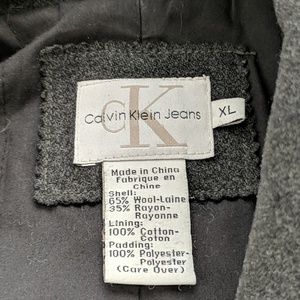 CK
Calvin Klein Jeans
XL
Made in China
Fabrique en
Chine
Shell:
65% Wool-Laine
35% Rayon-
Rayonne
Lining:
100% Cotton-
Coton
Padding:
100% Polyester-
Polyester
(Care Over)